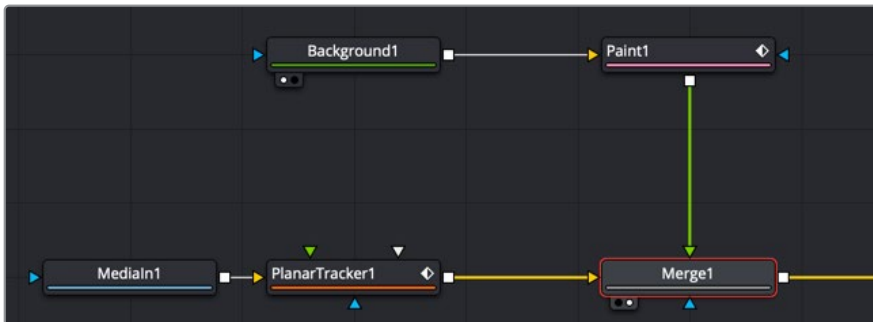 Background1
Paint1
MediaIn1
PlanarTracker1
Merge1